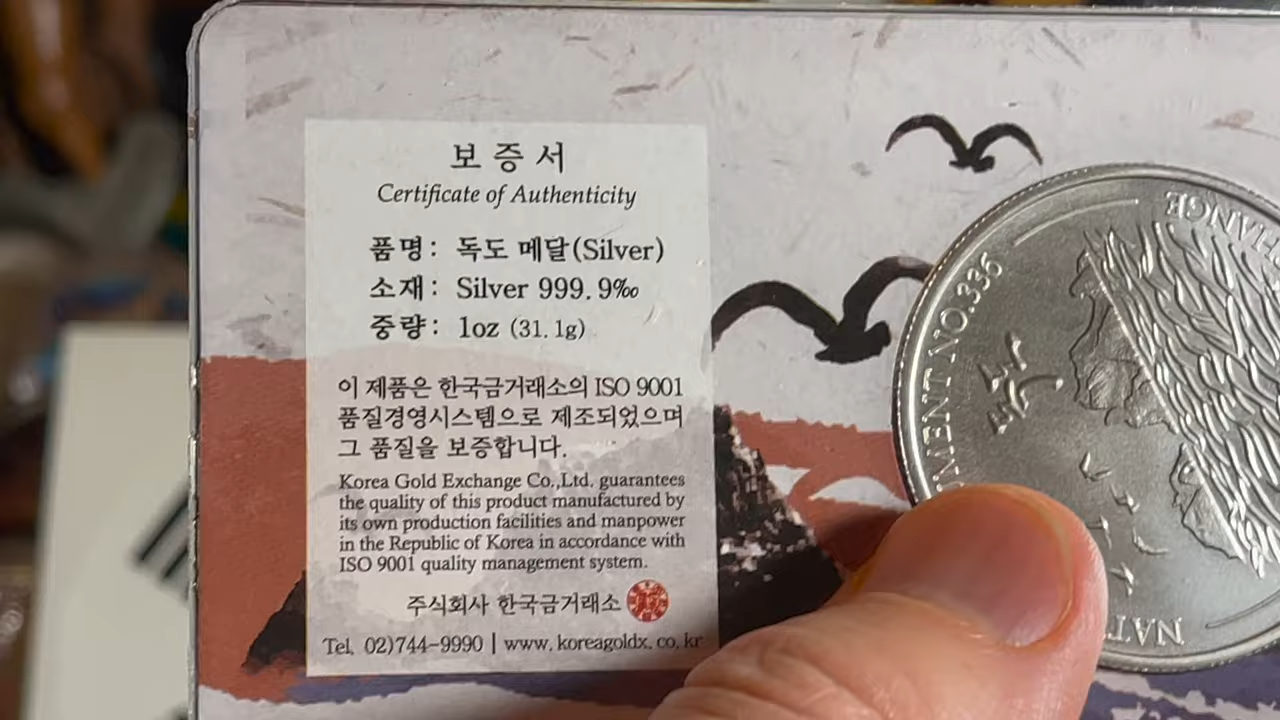 보증서
Certificate of Authenticity
품명: 독도 메달(Silver)
소재: Silver 999.9‰
중량: 1oz (31.1g)
이 제품은 한국금거래소의 ISO 9001
품질경영시스템으로 제조되었으며
그 품질을 보증합니다.
Korea Gold Exchange Co.,Ltd. guarantees
the quality of this product manufactured by
its own production facilities and manpower
in the Republic of Korea in accordance with
ISO 9001 quality management system.
주식회사 한국금거래소
Tel. 02)744-9990 | www.koreagoldx.co.kr
NO.336